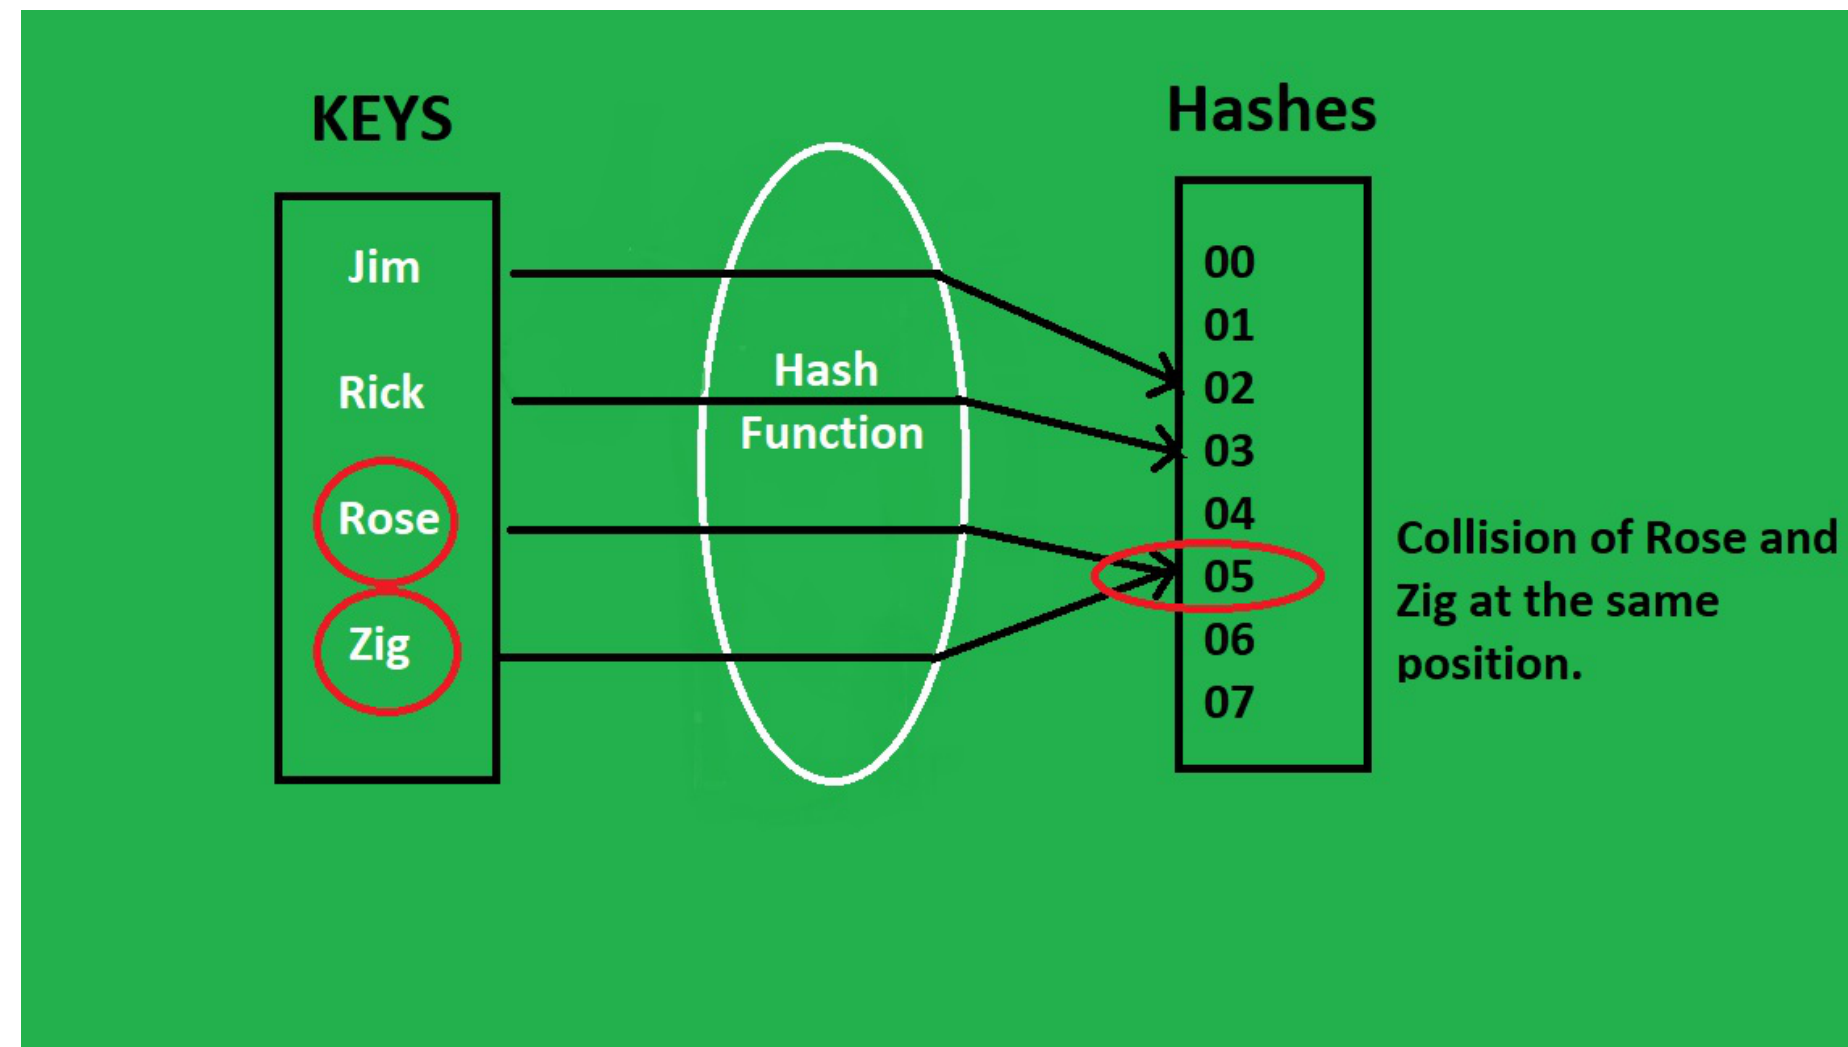 KEYS
Jim
Rick
Rose
Zig
Hash
Function
Hashes
00
01
02
03
04
05
06
07
Collision of Rose and
Zig at the same
position.